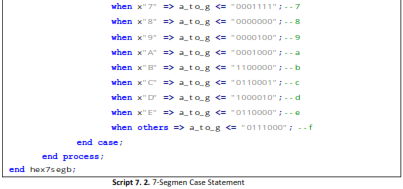 when x"7" => a_to_g <= "0001111";--7
when x"8" => a_to_g <= "0000000";--8
when x"9" => a_to_g <= "0000100";--9
when x"A" => a_to_g <= "0001000";--a
when x"B" => a_to_g <= "1100000";--b
when x"C" => a_to_g <= "0110001";--c
when x"D" => a_to_g <= "1000010";--d
when x"E" => a_to_g <= "0110000";--e
when others => a_to_g <= "0111000"; --f
end case;
end process;
end hex7segb;
Script 7. 2. 7-Segmen Case Statement